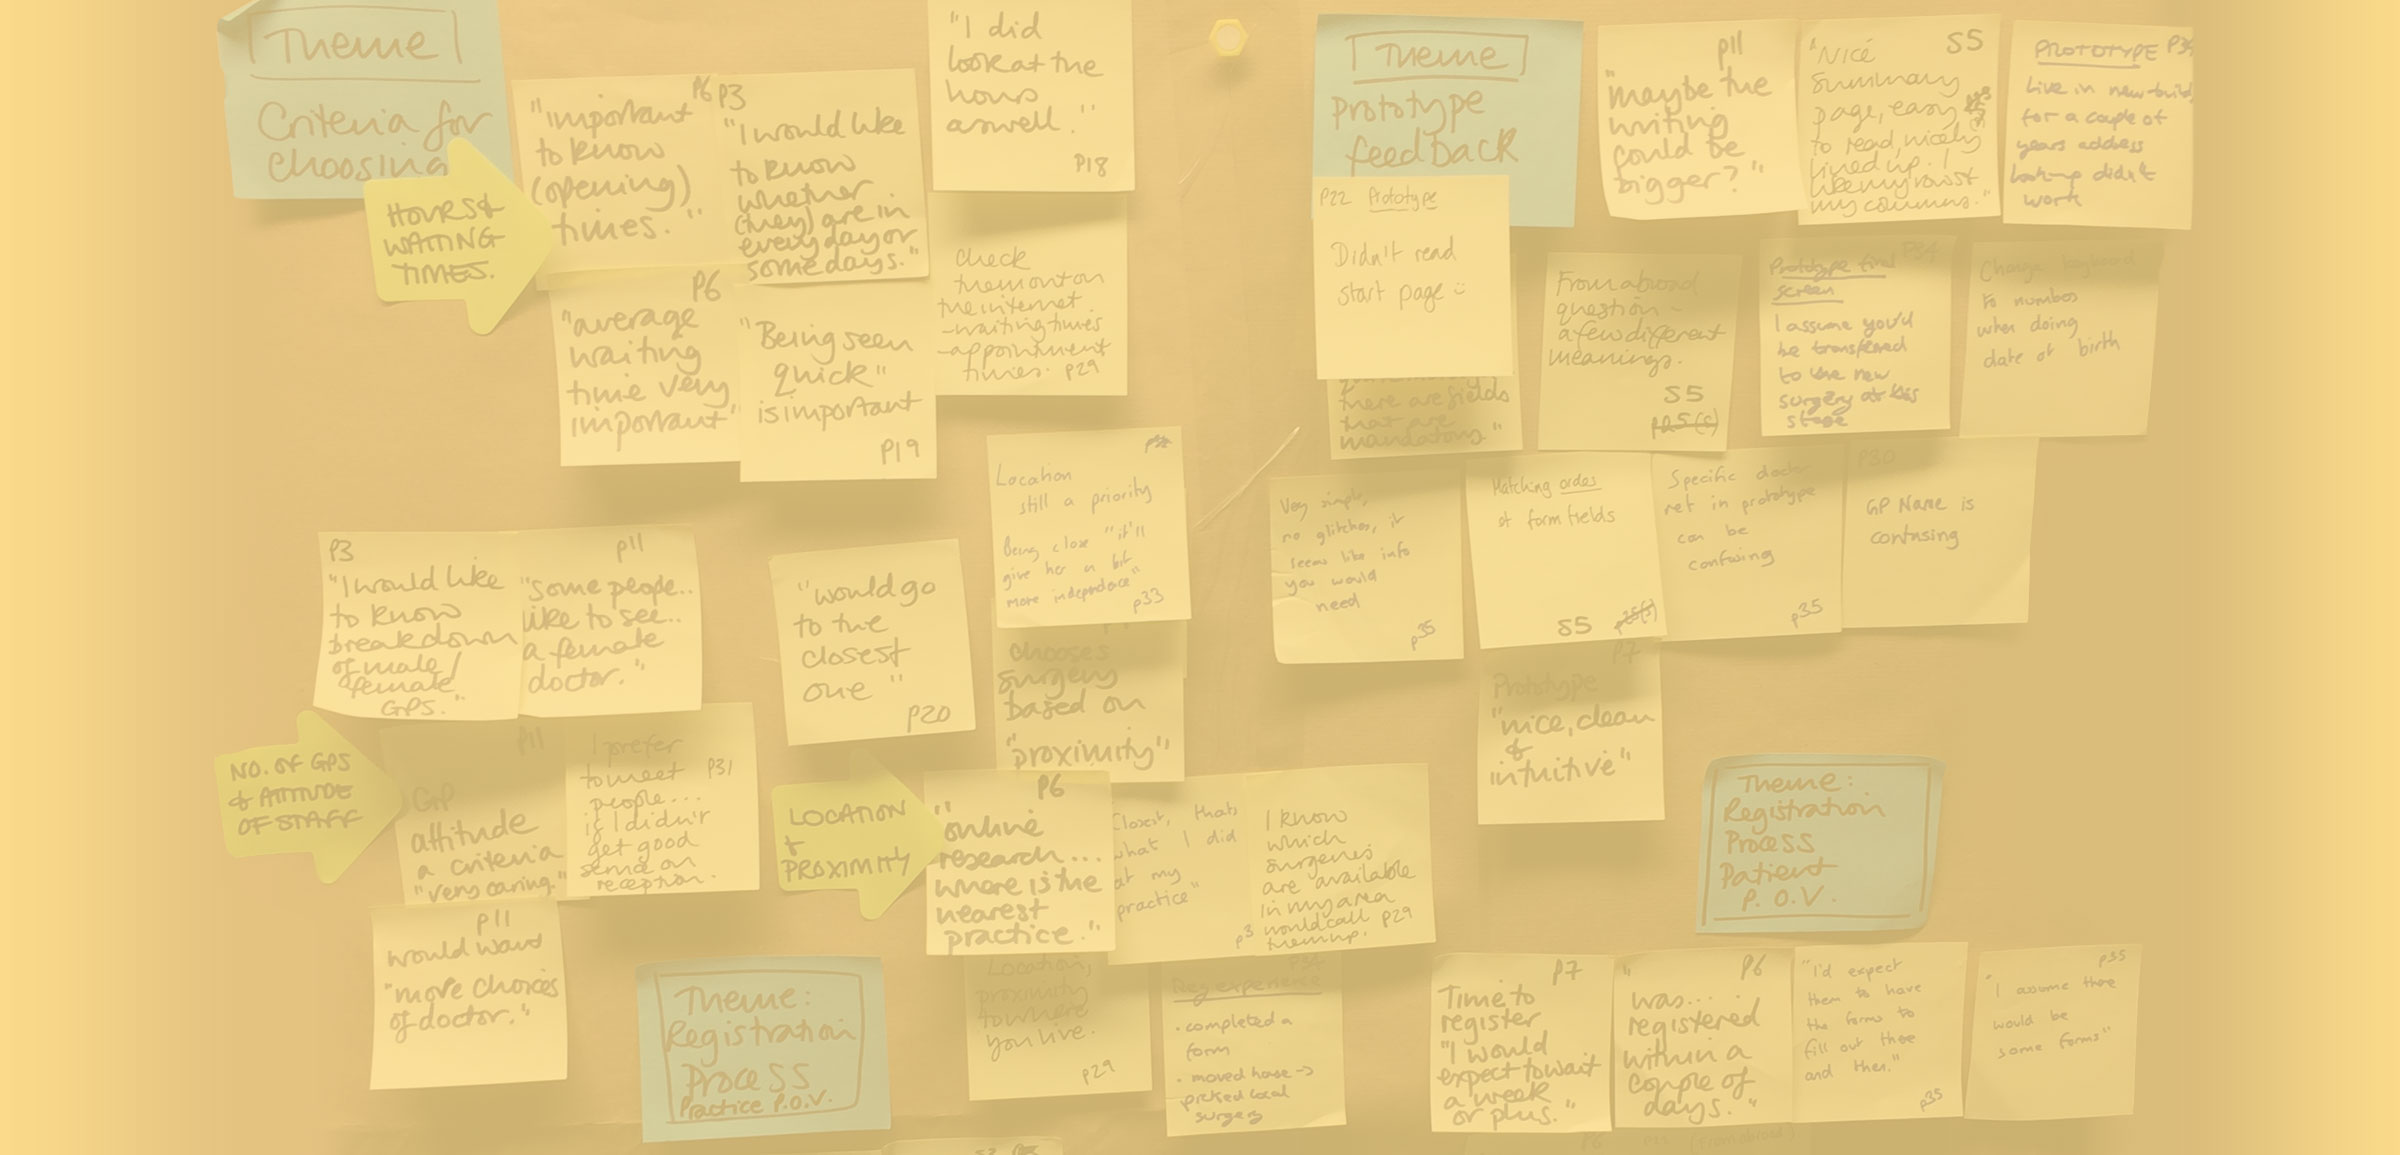 Theme
Criteria for
choosing
HOURS &
WAITING
TIMES.
P6
"important
to know
(opening)
times."
P3
"I would like
to know
whether
(they) are in
every day or
some days."
"I did
look at the
hours
aswell."
P18
P6
"average
waiting
time very
important"
"Being seen
quick"
is important
P19
check
them out on
the internet
-waiting times
-appointment
times. P29
P3
"I would like
to know
breakdown
of male/
female
GPs."
P11
"some people..
like to see..
a female
doctor."
NO. OF GPS
& ATTITUDE
OF STAFF
P11
GP
attitude
a criteria
"very caring."
I prefer
to meet P31
people...
if I didn't
get good
service on
reception.
P11
would want
"more choices
of doctor."
"would go
to the
closest
one"
P20
Location
still a priority
Being close "it'll
give her a bit
more independence"
p33
chooses
surgery
based on
"proximity"
LOCATION
+
PROXIMITY
P6
"online
research...
where is the
nearest
practice."
Closest, thats
what I did
at my
practice"
p3
I know
which
surgeries
are available
in my area
would call P29
them up.
Location,
proximity
to where
you live.
P29
P34
Reg experience
• completed a
form
• moved house ->
picked local
surgery
Theme:
Registration
Process
Practice P.O.V.
Theme
Prototype
feedback
P22 Prototype
Didn't read
start page
there are fields
that are
mandatory"
P11
"maybe the
writing
could be
bigger?"
S5
"Nice
summary
page, easy
to read, nicely
lined up. I
like my rows +
my columns."
PROTOTYPE
Live in new-build
for a couple of
years address
look-up didn't
work
From abroad
question -
a few different
meanings.
S5
P34
Prototype final
screen
I assume you'd
be transferred
to the new
surgery at this
stage
Change keyboard
to numbers
when doing
date of birth
Very simple,
no glitches, it
seems like info
you would
need
p35
Matching order
of form fields
S5
Specific doctor
not in prototype
can be
confusing
p35
P30
GP Name is
confusing
P7
Prototype
"nice, clean
&
intuitive"
Theme:
Registration
Process
Patient
P.O.V.
P7
Time to
register
"I would
expect to wait
a week
or plus."
P6
"was...
registered
within a
couple of
days."
"I'd expect
them to have
the forms to
fill out there
and then."
p35
p35
"I assume there
would be
some forms"